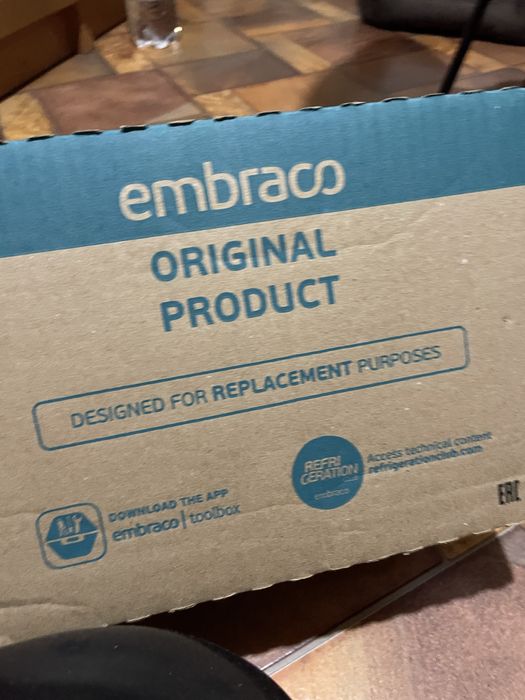 embraco
ORIGINAL
PRODUCT
DESIGNED FOR REPLACEMENT PURPOSES
REFRI
GERATION
embraco
Access technical content
refrigerationclub.com
DOWNLOAD THE APP
embraco | toolbox
EAC